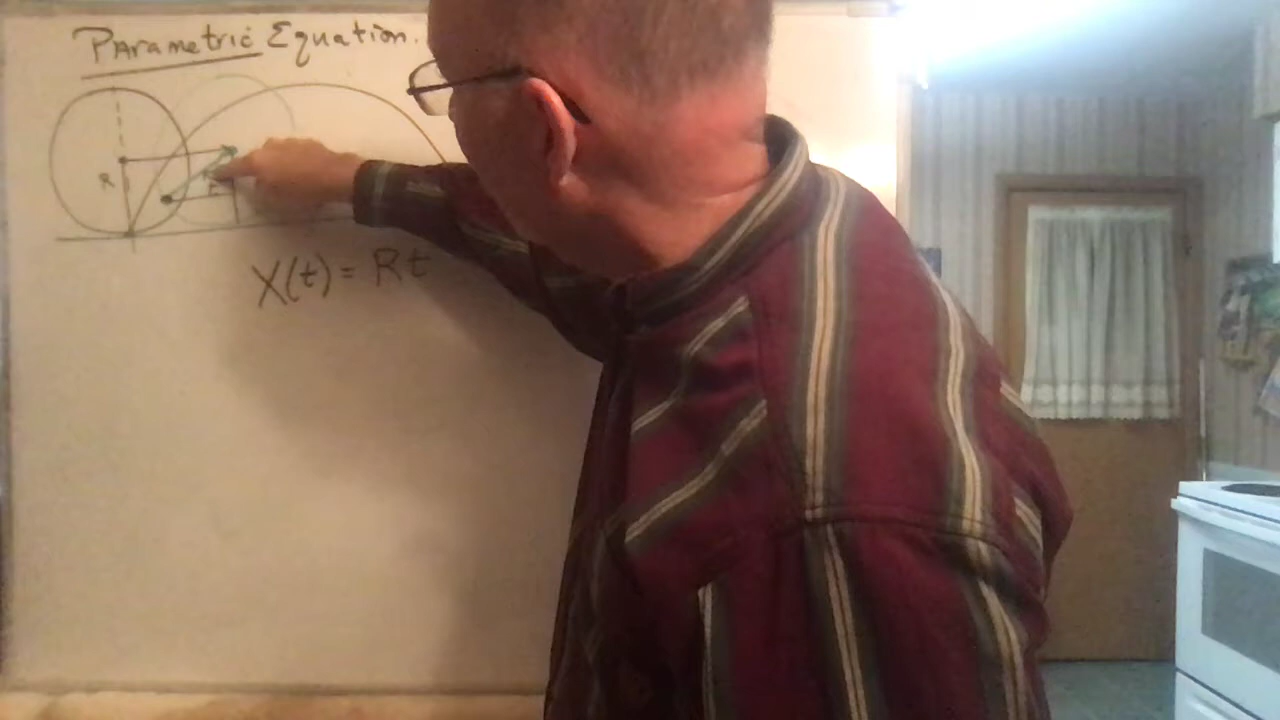 Parametric Equation.
R
R
X(t) = Rt